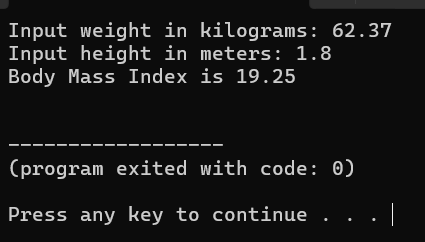 Input weight in kilograms: 62.37
Input height in meters: 1.8
Body Mass Index is 19.25
------------------
(program exited with code: 0)
Press any key to continue . . .